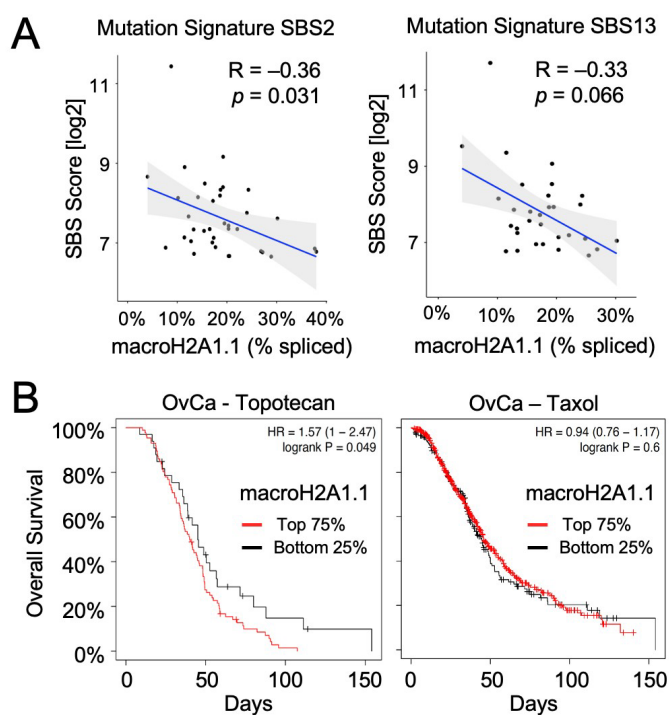 A
Mutation Signature SBS2
R = –0.36
p = 0.031
SBS Score [log2]
11
9
7
0% 10% 20% 30% 40%
macroH2A1.1 (% spliced)
Mutation Signature SBS13
R = –0.33
p = 0.066
SBS Score [log2]
11
9
7
0% 10% 20% 30%
macroH2A1.1 (% spliced)
B
OvCa - Topotecan
HR = 1.57 (1 – 2.47)
logrank P = 0.049
macroH2A1.1
Top 75%
Bottom 25%
Overall Survival
100%
80%
60%
40%
20%
0%
0 50 100 150
Days
OvCa – Taxol
HR = 0.94 (0.76 – 1.17)
logrank P = 0.6
macroH2A1.1
Top 75%
Bottom 25%
0 50 100 150
Days